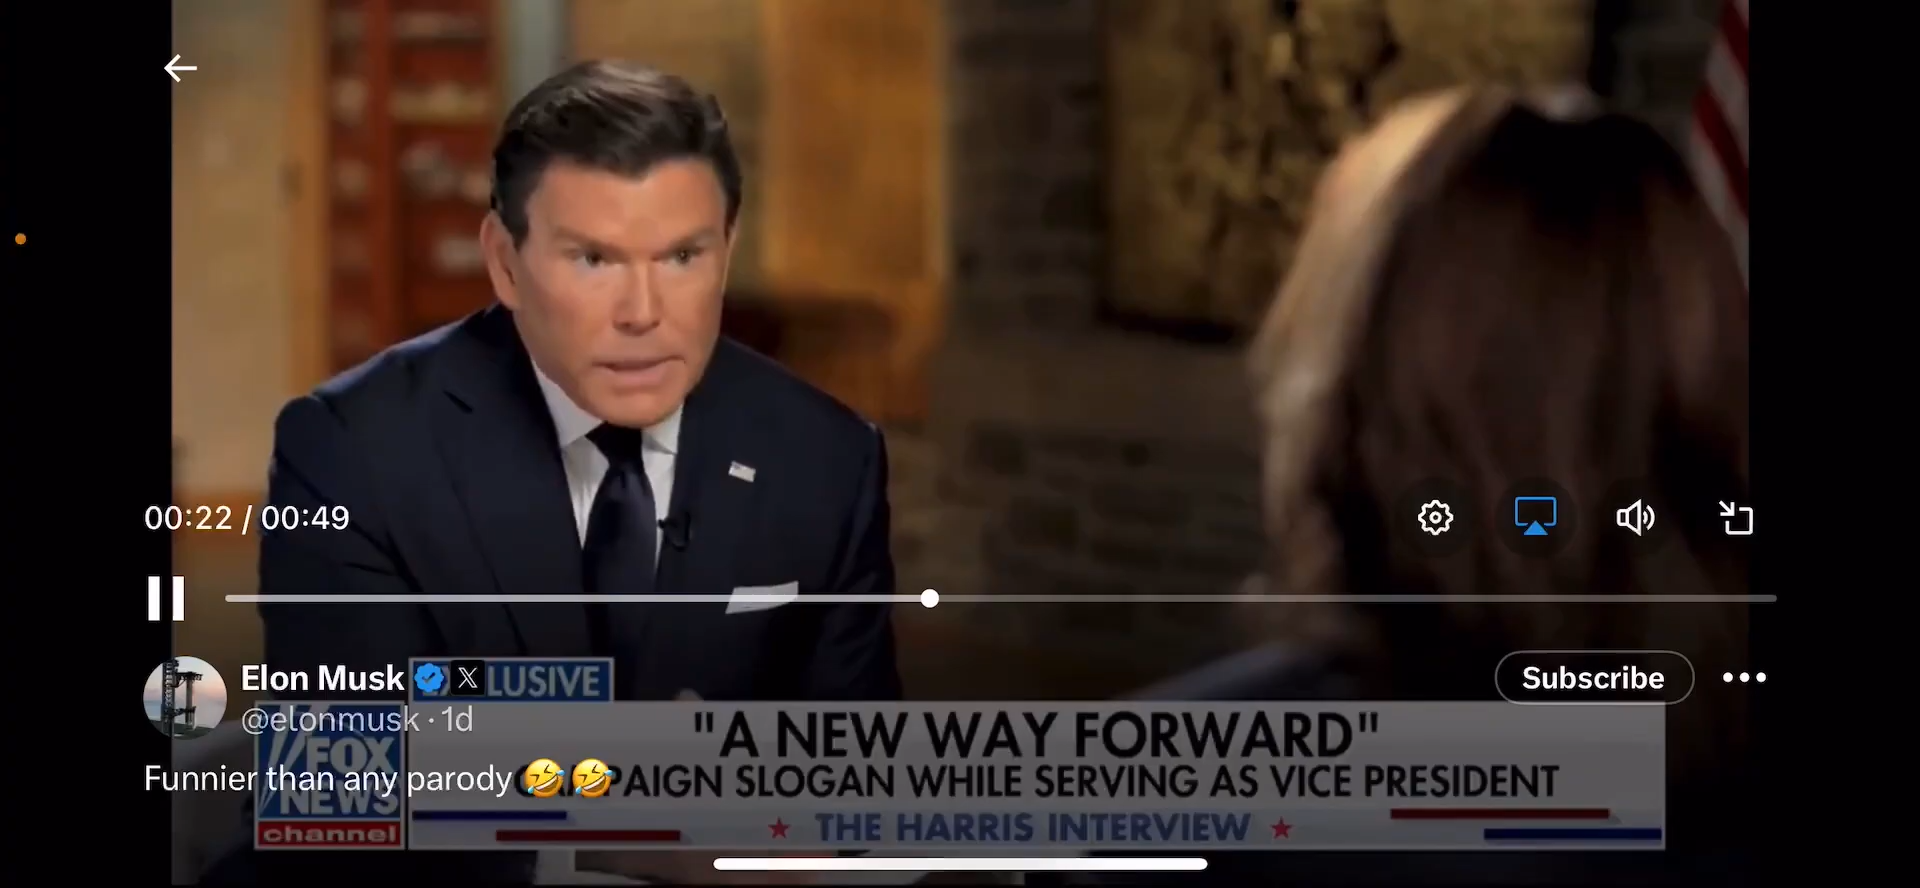 00:22 / 00:49
Elon Musk
LUSIVE
Subscribe
@elonmusk · 1d
"A NEW WAY FORWARD"
FOX
NEWS
channel
Funnier than any parody 🤣🤣
PAIGN SLOGAN WHILE SERVING AS VICE PRESIDENT
THE HARRIS INTERVIEW